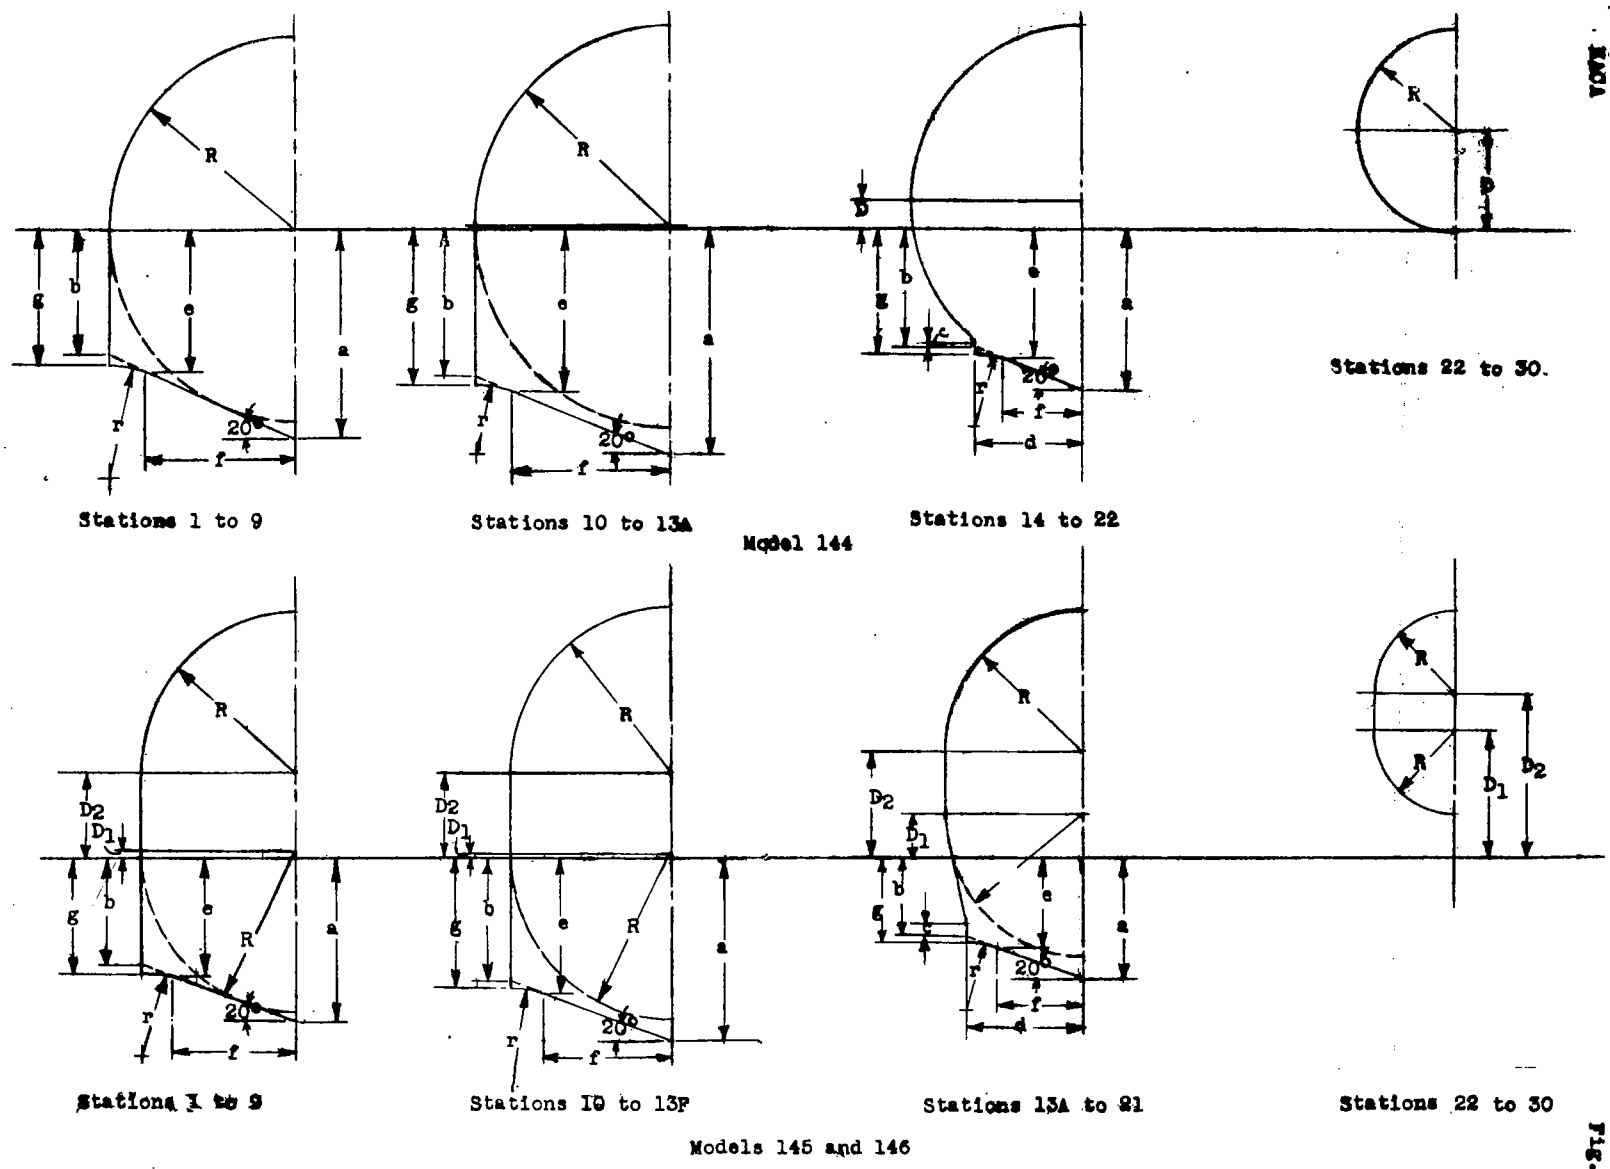 NACA
R
R
R
R
D
D
g
b
e
a
g
b
e
a
g
b
e
a
c
r
20°
f
r
20°
f
r
20°
f
d
Stations 1 to 9
Stations 10 to 13A
Stations 14 to 22
Stations 22 to 30.
Model 144
R
R
R
R
R
D2
D1
D2
D1
D2
D1
D1
D2
g
b
e
R
a
g
b
e
R
a
g
b
c
e
a
r
20°
f
r
20°
f
r
20°
f
d
Stations 1 to 9
Stations 10 to 13F
Stations 13A to 21
Stations 22 to 30
Models 145 and 146
Fig.